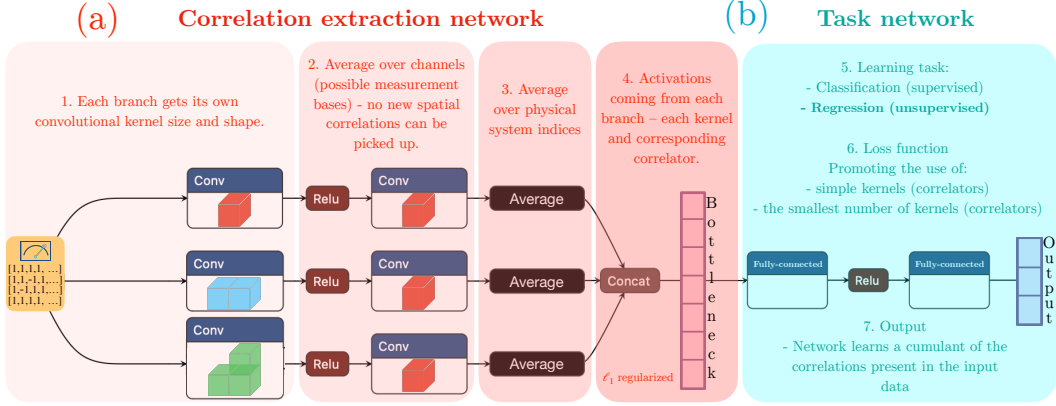 (a)
Correlation extraction network
(b)
Task network
1. Each branch gets its own
convolutional kernel size and shape.
2. Average over channels
(possible measurement
bases) - no new spatial
correlations can be
picked up.
3. Average
over physical
system indices
4. Activations
coming from each
branch – each kernel
and corresponding
correlator.
5. Learning task:
- Classification (supervised)
- Regression (unsupervised)
6. Loss function
Promoting the use of:
- simple kernels (correlators)
- the smallest number of kernels (correlators)
[1,1,1,1, ...]
[1,1,-1,1,...]
[1,-1,1,1,...]
[1,1,1,1, ...]
Conv
Relu
Conv
Average
Conv
Relu
Conv
Average
Conv
Relu
Conv
Average
Concat
Bottleneck
ℓ1 regularized
Fully-connected
Relu
Fully-connected
Output
7. Output
- Network learns a cumulant of the
correlations present in the input
data